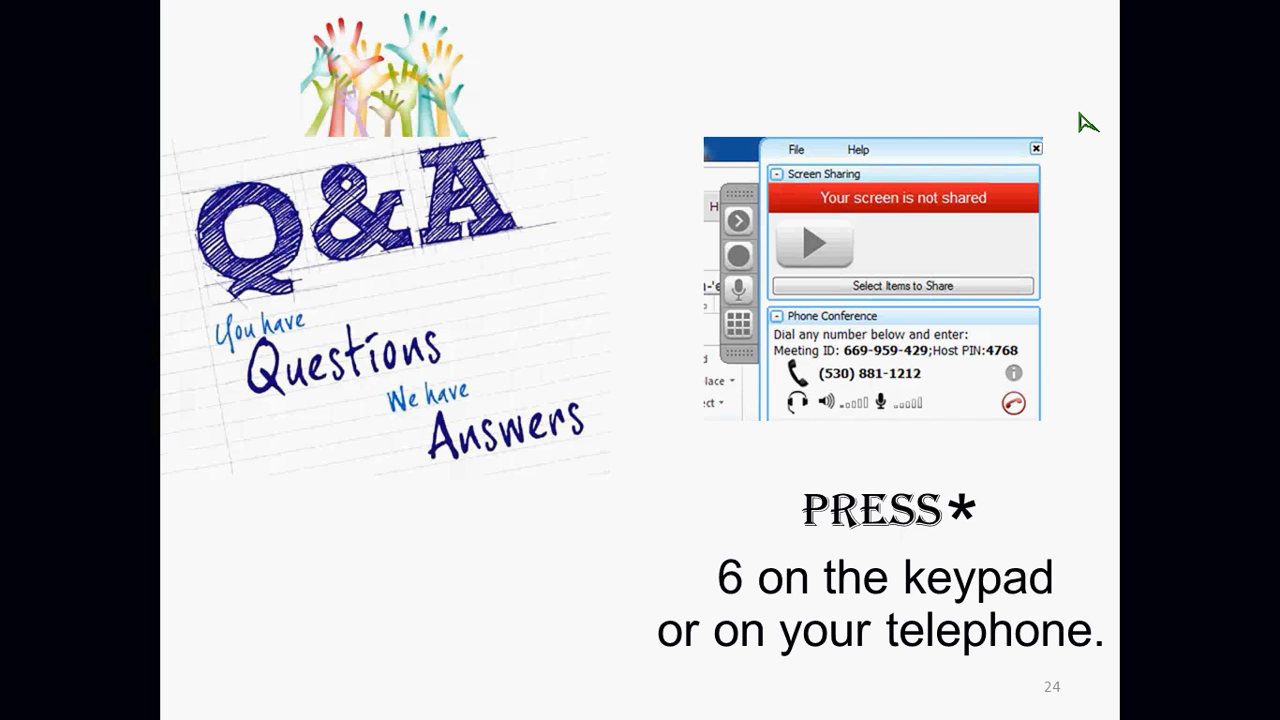 Q&A
You have
Questions
We have
Answers
File Help
Screen Sharing
Your screen is not shared
Select Items to Share
Phone Conference
Dial any number below and enter:
Meeting ID: 669-959-429;Host PIN:4768
(530) 881-1212
PRESS*
6 on the keypad
or on your telephone.
24